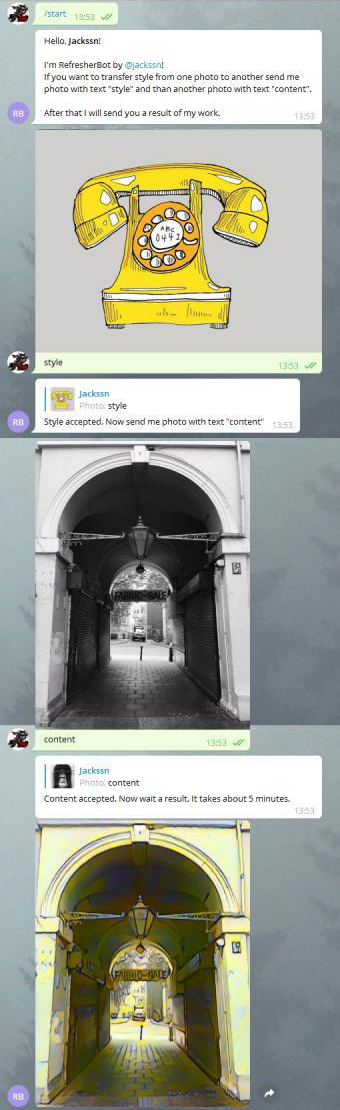 /start
13:53
Hello, Jackssn!
I'm RefresherBot by @jackssn!
If you want to transfer style from one photo to another send me
photo with text "style" and than another photo with text "content".
After that I will send you a result of my work.
RB
13:53
ABC
0441
style
13:53
Jackssn
Photo, style
RB
Style accepted. Now send me photo with text "content"
13:53
FABRIC-SALE
content
13:53
Jackssn
Photo, content
Content accepted. Now wait a result. It takes about 5 minutes.
13:53
FABRIC-SALE
RB